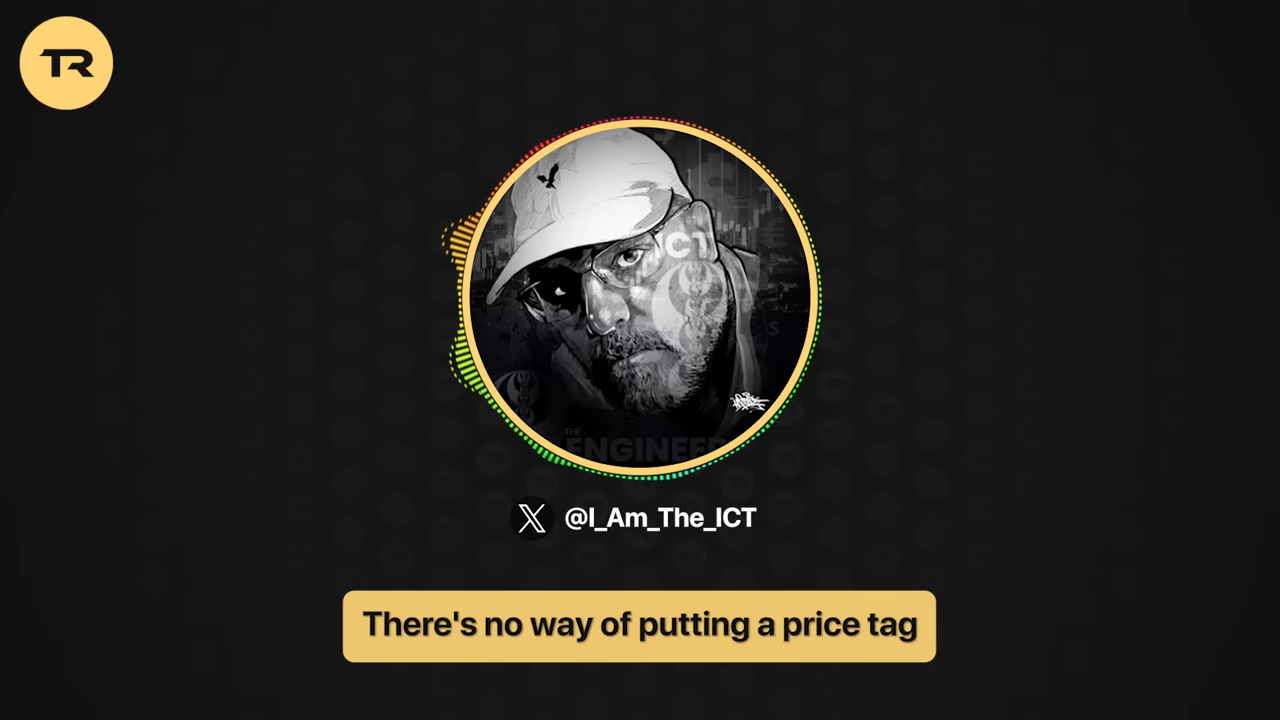 TR
ICT
THE
ENGINEER
@I_Am_The_ICT
There's no way of putting a price tag